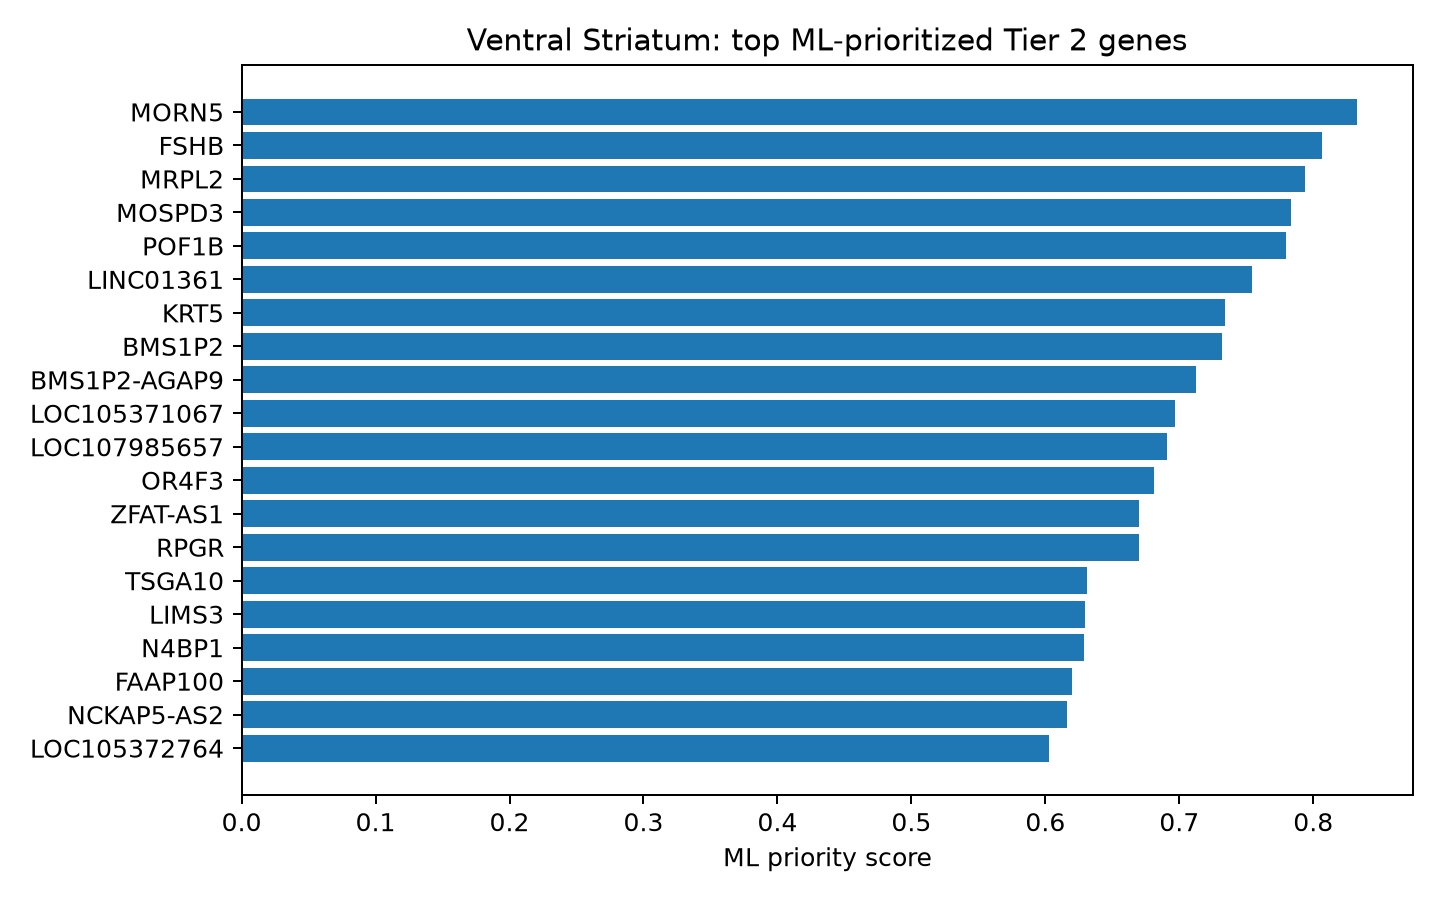 Ventral Striatum: top ML-prioritized Tier 2 genes
MORN5
FSHB
MRPL2
MOSPD3
POF1B
LINC01361
KRT5
BMS1P2
BMS1P2-AGAP9
LOC105371067
LOC107985657
OR4F3
ZFAT-AS1
RPGR
TSGA10
LIMS3
N4BP1
FAAP100
NCKAP5-AS2
LOC105372764
0.0 0.1 0.2 0.3 0.4 0.5 0.6 0.7 0.8
ML priority score